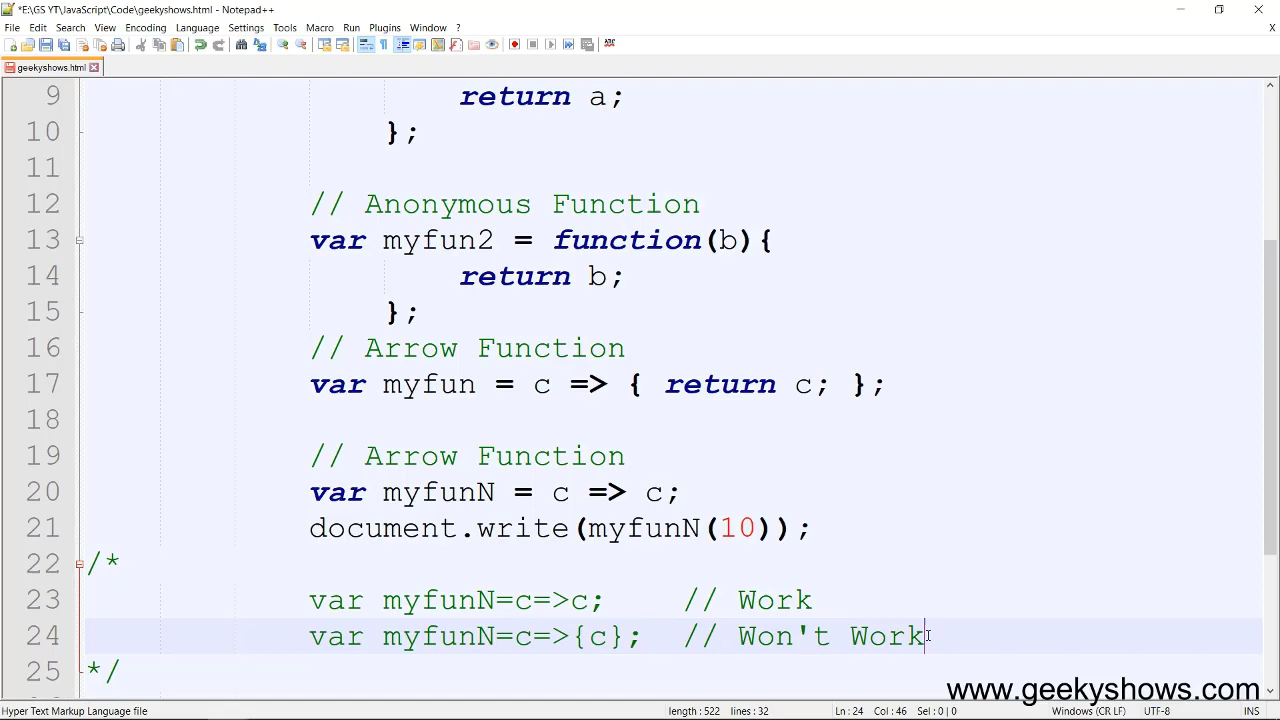 *E:\GS YT\JavaScript\Code\geekyshows.html - Notepad++
File Edit Search View Encoding Language Settings Tools Macro Run Plugins Window ? X
geekyshows.html
9 return a;
10 };
11
12 // Anonymous Function
13 var myfun2 = function(b){
14 return b;
15 };
16 // Arrow Function
17 var myfun = c => { return c; };
18
19 // Arrow Function
20 var myfunN = c => c;
21 document.write(myfunN(10));
22 /*
23 var myfunN=c=>c; // Work
24 var myfunN=c=>{c}; // Won't Work
25 */
www.geekyshows.com
Hyper Text Markup Language file length : 522 lines : 32 Ln : 24 Col : 46 Sel : 0 | 0 Windows (CR LF) UTF-8 INS